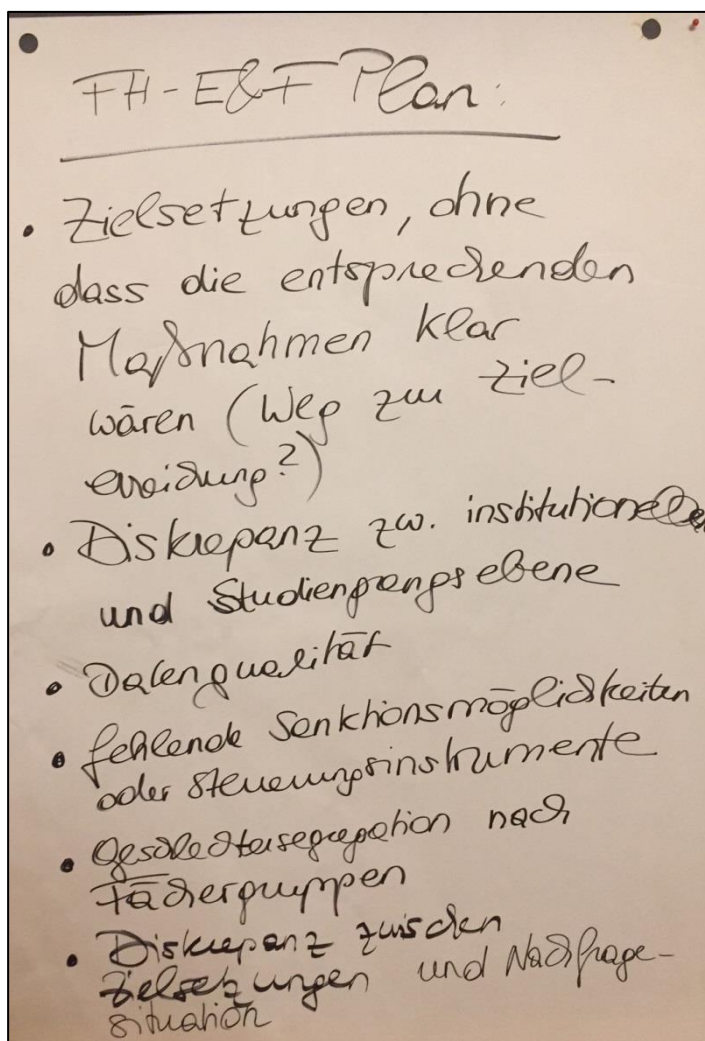 FH-E&F Plan:
• Zielsetzungen, ohne
dass die entsprechenden
Maßnahmen klar
wären (Weg zur Ziel-
erreichung?)
• Diskrepanz zw. institutioneller
und Studiengangsebene
• Datenqualität
• fehlende Sanktionsmöglichkeiten
oder Steuerungsinstrumente
• Geschlechtersegregation nach
Fächergruppen
• Diskrepanz zwischen
Zielsetzungen und Nachfrage-
situation